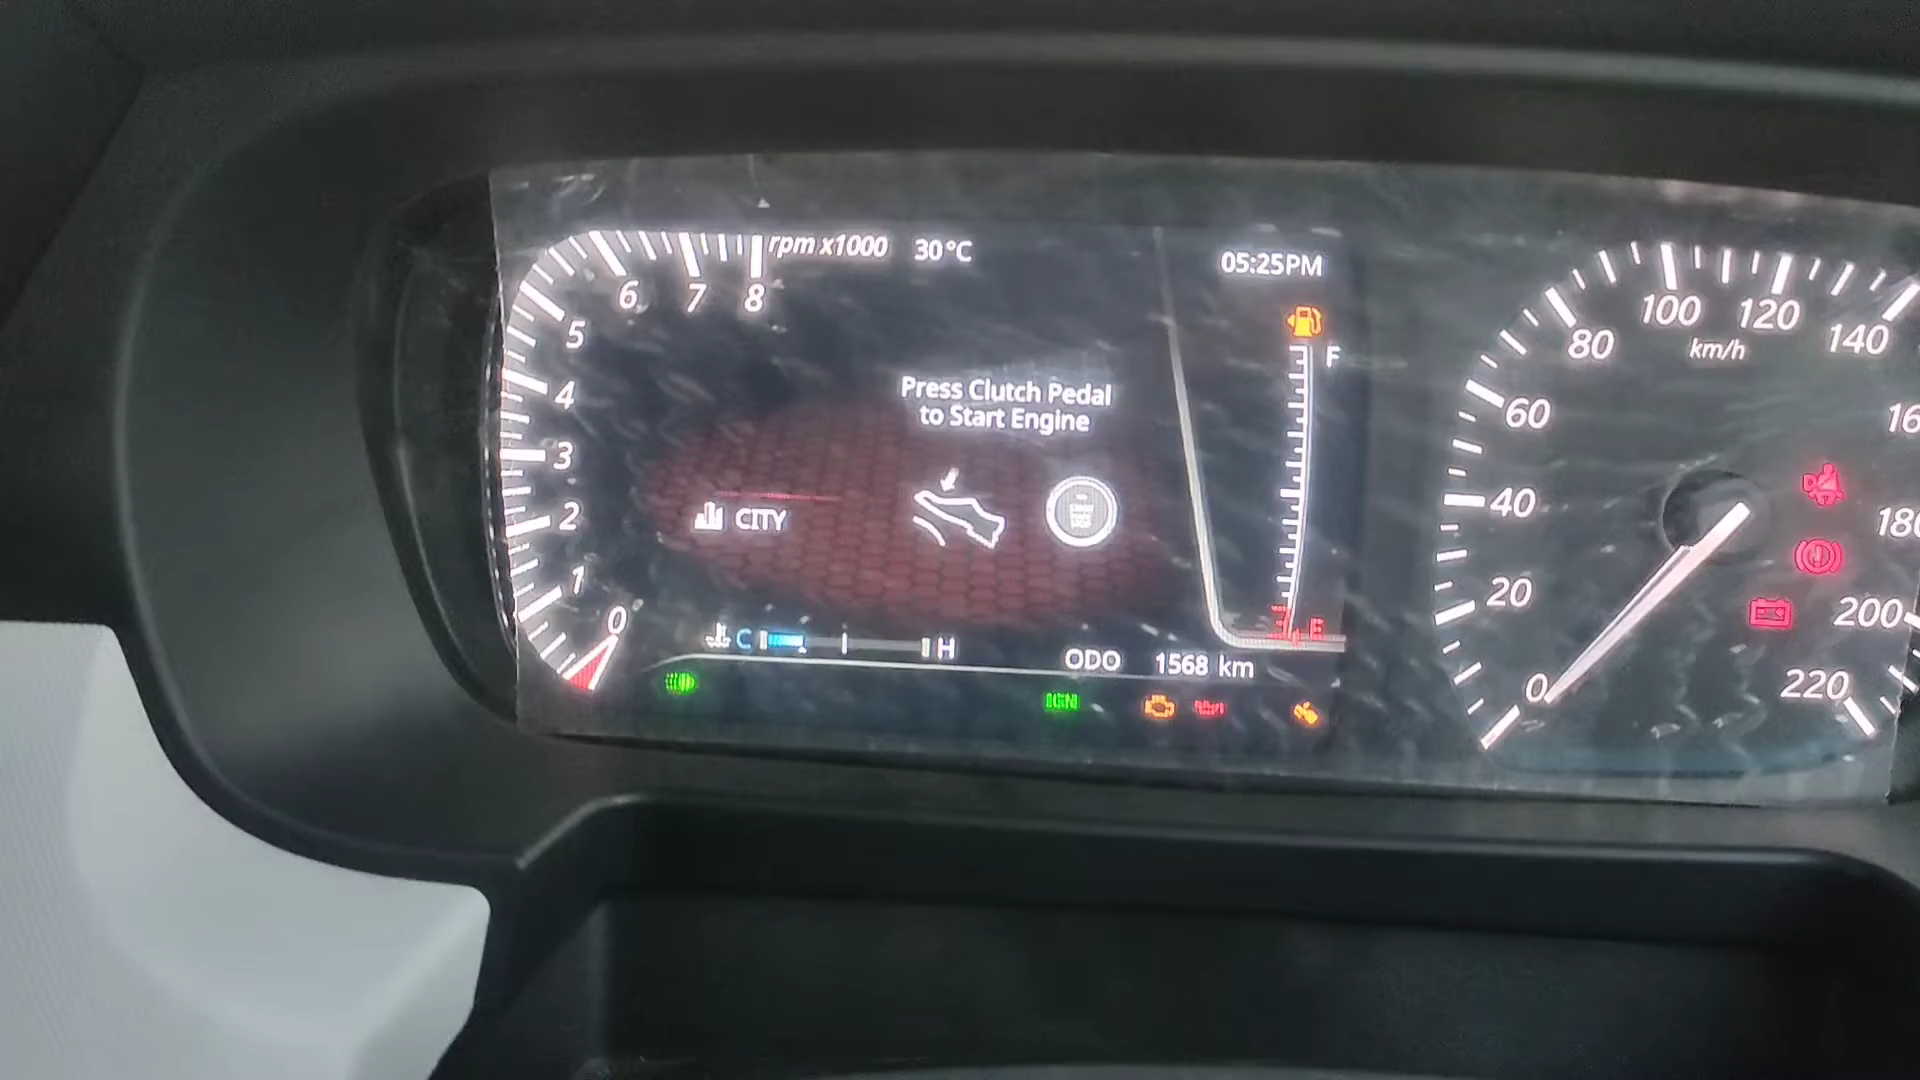 rpm x1000 30°C
05:25PM
6 7 8
5
4
3
2
1
0
F
E
Press Clutch Pedal
to Start Engine
CITY
C H
ODO 1568 km
0
20
40
60
80
100
120
140
16
180
200
220
km/h